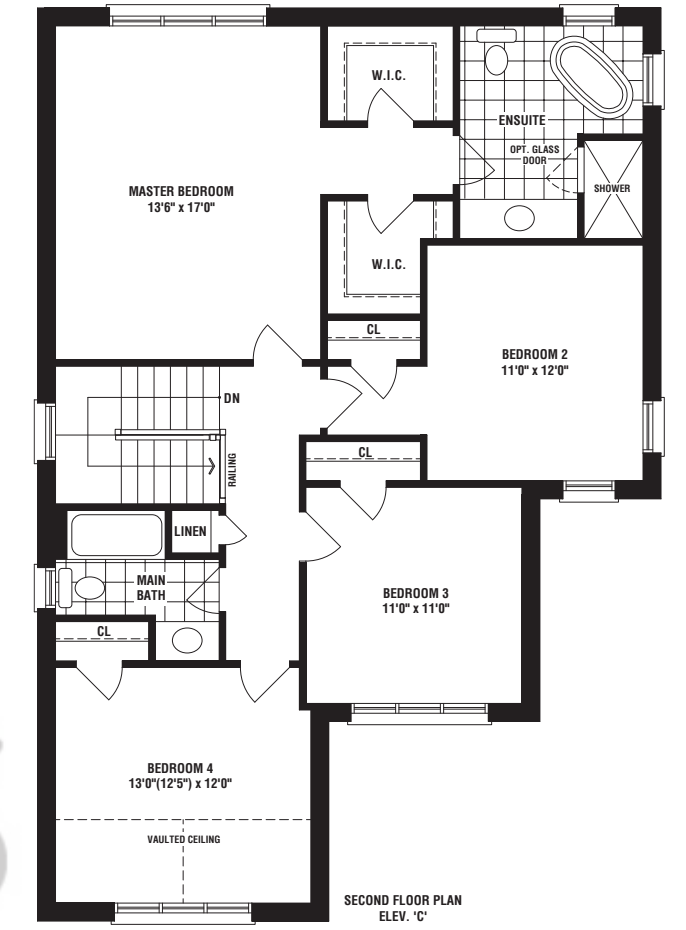 W.I.C.
ENSUITE
OPT. GLASS
DOOR
SHOWER
MASTER BEDROOM
13'6" x 17'0"
W.I.C.
CL
BEDROOM 2
11'0" x 12'0"
DN
RAILING
CL
LINEN
MAIN
BATH
BEDROOM 3
11'0" x 11'0"
CL
BEDROOM 4
13'0"(12'5") x 12'0"
VAULTED CEILING
SECOND FLOOR PLAN
ELEV. 'C'